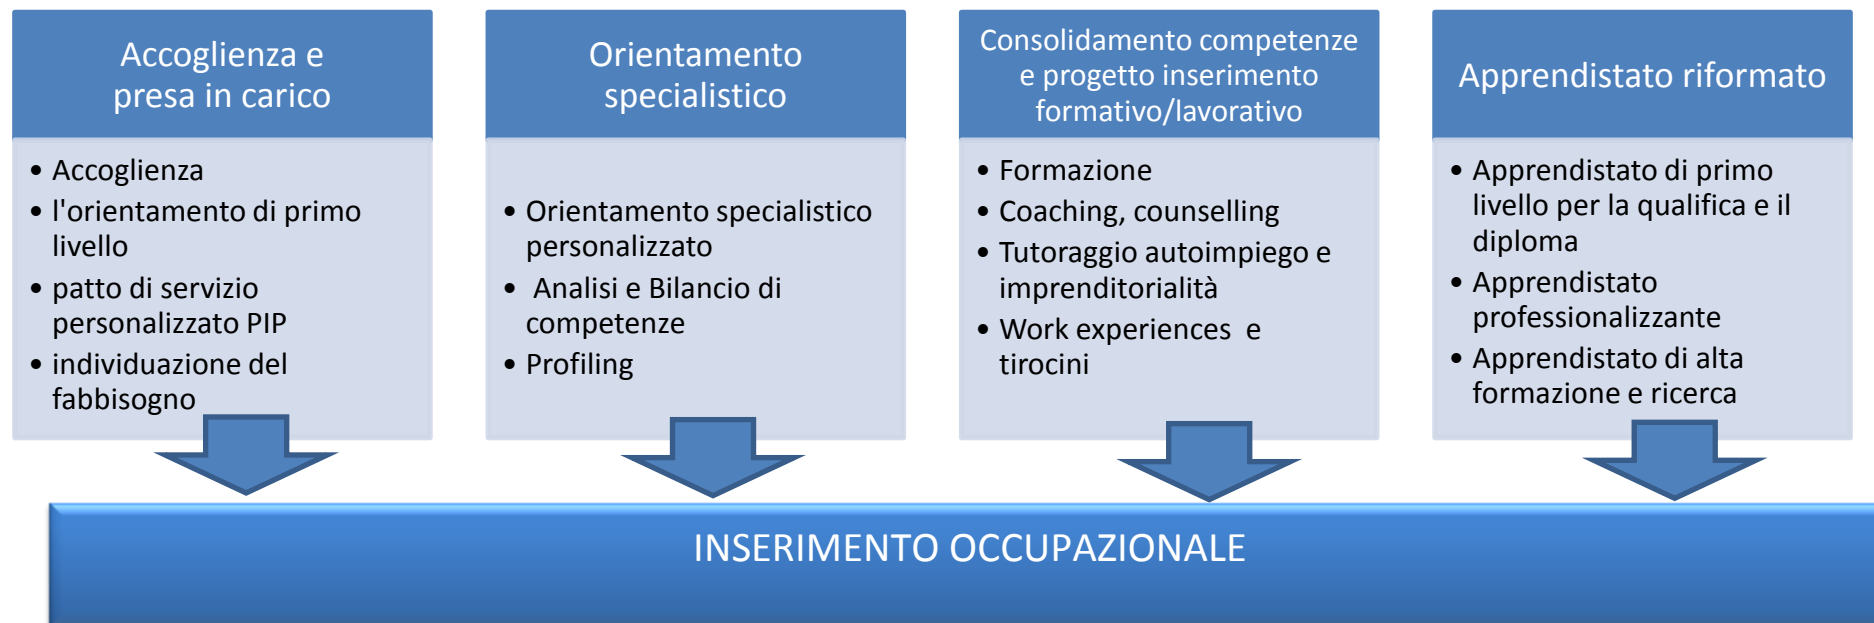 Accoglienza e
presa in carico
• Accoglienza
• l'orientamento di primo
livello
• patto di servizio
personalizzato PIP
• individuazione del
fabbisogno
Orientamento
specialistico
• Orientamento specialistico
personalizzato
• Analisi e Bilancio di
competenze
• Profiling
Consolidamento competenze
e progetto inserimento
formativo/lavorativo
• Formazione
• Coaching, counselling
• Tutoraggio autoimpiego e
imprenditorialità
• Work experiences e
tirocini
Apprendistato riformato
• Apprendistato di primo
livello per la qualifica e il
diploma
• Apprendistato
professionalizzante
• Apprendistato di alta
formazione e ricerca
INSERIMENTO OCCUPAZIONALE